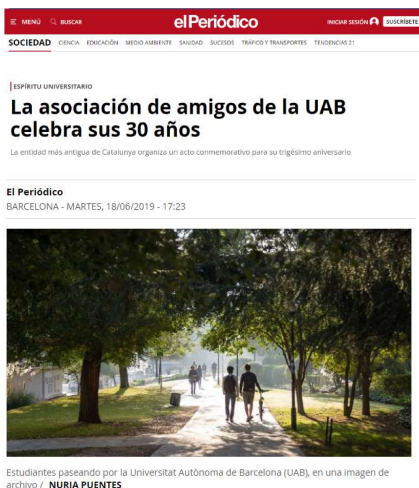 MENÚ BUSCAR elPeriódico INICIAR SESIÓN SUSCRÍBETE
SOCIEDAD CIENCIA EDUCACIÓN MEDIO AMBIENTE SANIDAD SUCESOS TRÁFICO Y TRANSPORTES TENDENCIAS 21
ESPÍRITU UNIVERSITARIO
La asociación de amigos de la UAB
celebra sus 30 años
La entidad más antigua de Catalunya organiza un acto conmemorativo para su trigésimo aniversario
El Periódico
BARCELONA - MARTES, 18/06/2019 - 17:23
Estudiantes paseando por la Universitat Autònoma de Barcelona (UAB), en una imagen de
archivo / NURIA PUENTES